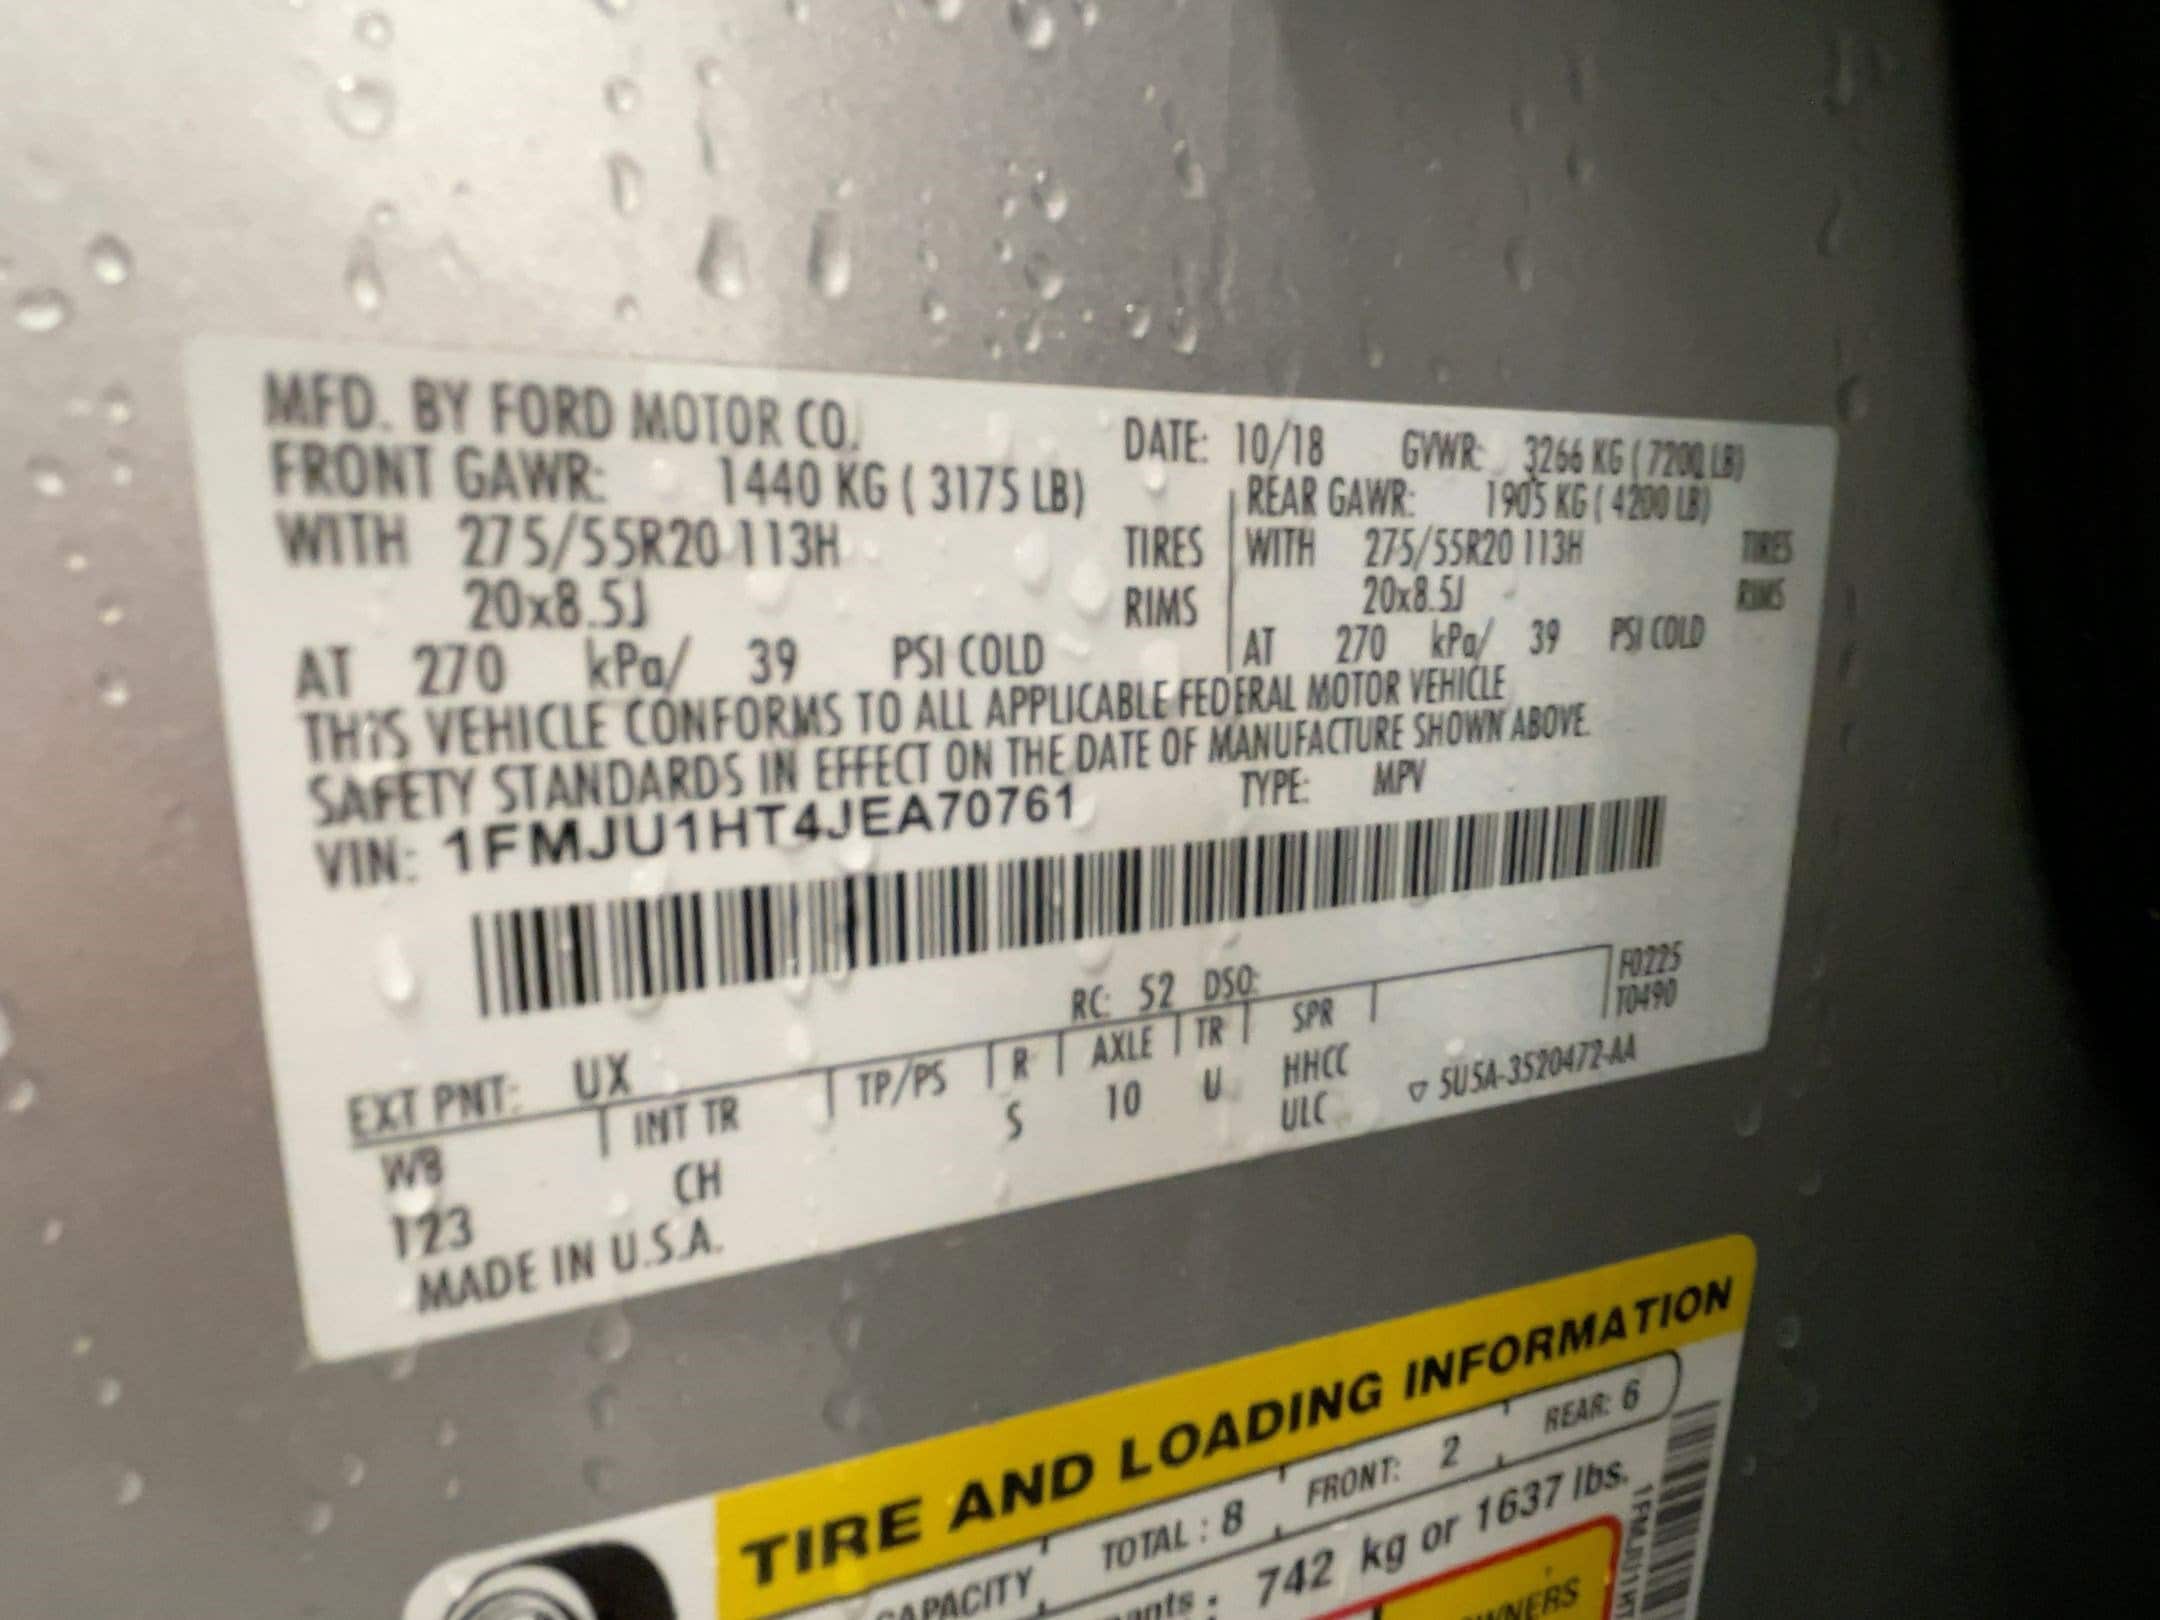 MFD. BY FORD MOTOR CO.
DATE: 10/18 GVWR: 3266 KG ( 7200 LB)
FRONT GAWR: 1440 KG ( 3175 LB)
REAR GAWR: 1905 KG ( 4200 LB)
WITH 275/55R20 113H TIRES
WITH 275/55R20 113H TIRES
20x8.5J RIMS
20x8.5J RIMS
AT 270 kPa/ 39 PSI COLD
AT 270 kPa/ 39 PSI COLD
THIS VEHICLE CONFORMS TO ALL APPLICABLE FEDERAL MOTOR VEHICLE
SAFETY STANDARDS IN EFFECT ON THE DATE OF MANUFACTURE SHOWN ABOVE.
VIN: 1FMJU1HT4JEA70761 TYPE: MPV
F0225
T0490
EXT PNT: UX RC: 52 DSO:
WB INT TR TP/PS R AXLE TR SPR
123 CH S 10 U HHCC
ULC
▽ 5U5A-3520472-AA
MADE IN U.S.A.
TIRE AND LOADING INFORMATION
CAPACITY TOTAL : 8 FRONT: 2 REAR: 6
742 kg or 1637 lbs.